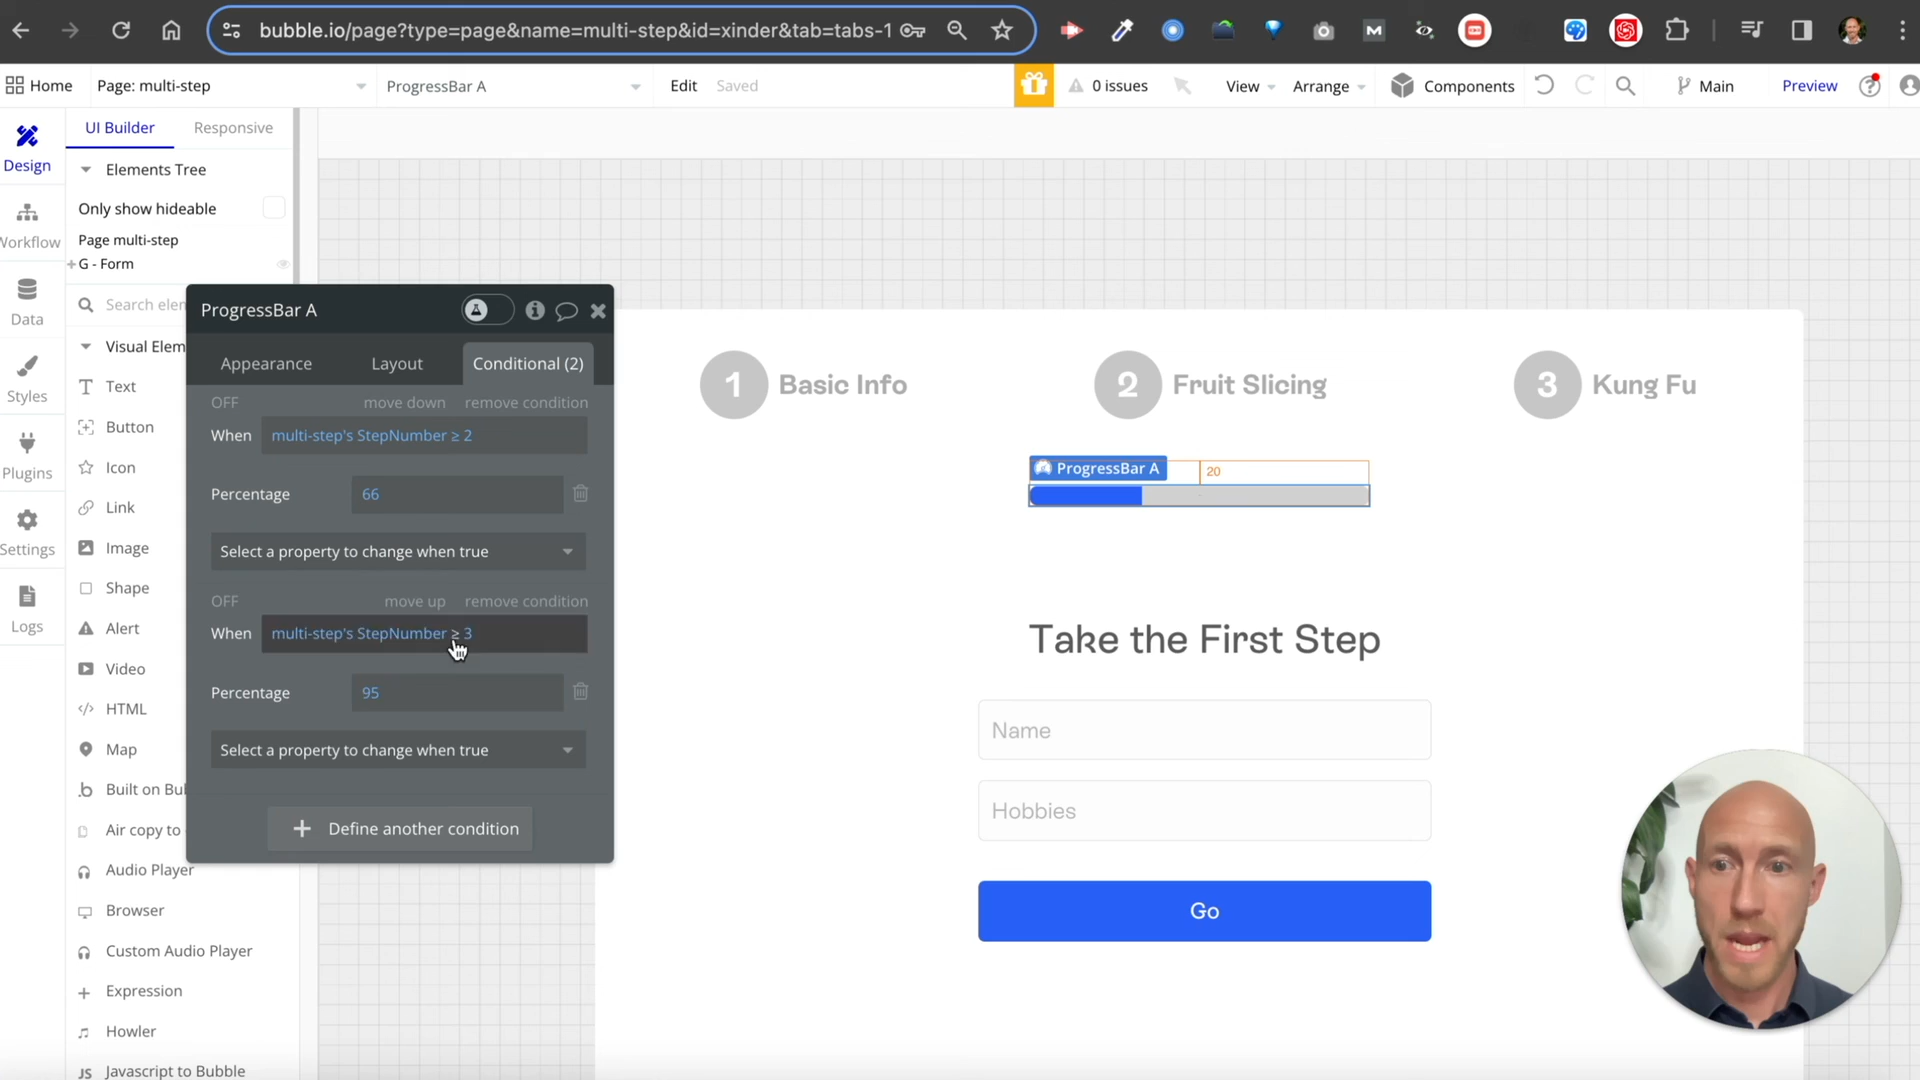 bubble.io/page?type=page&name=multi-step&id=xinder&tab=tabs-1
Home
Page: multi-step
ProgressBar A
Edit
Saved
0 issues
View
Arrange
Components
Main
Preview
UI Builder
Responsive
Design
Elements Tree
Only show hideable
Page multi-step
G - Form
Workflow
Search elem
Data
Visual Elem
Text
Styles
Button
Icon
Plugins
Link
Settings
Image
Shape
Logs
Alert
Video
HTML
Map
Built on Bub
Air copy to
Audio Player
Browser
Custom Audio Player
Expression
Howler
JS Javascript to Bubble
ProgressBar A
Appearance
Layout
Conditional (2)
OFF
move down
remove condition
When
multi-step's StepNumber ≥ 2
Percentage
66
Select a property to change when true
OFF
move up
remove condition
When
multi-step's StepNumber ≥ 3
Percentage
95
Select a property to change when true
Define another condition
1 Basic Info
2 Fruit Slicing
3 Kung Fu
ProgressBar A
20
Take the First Step
Name
Hobbies
Go